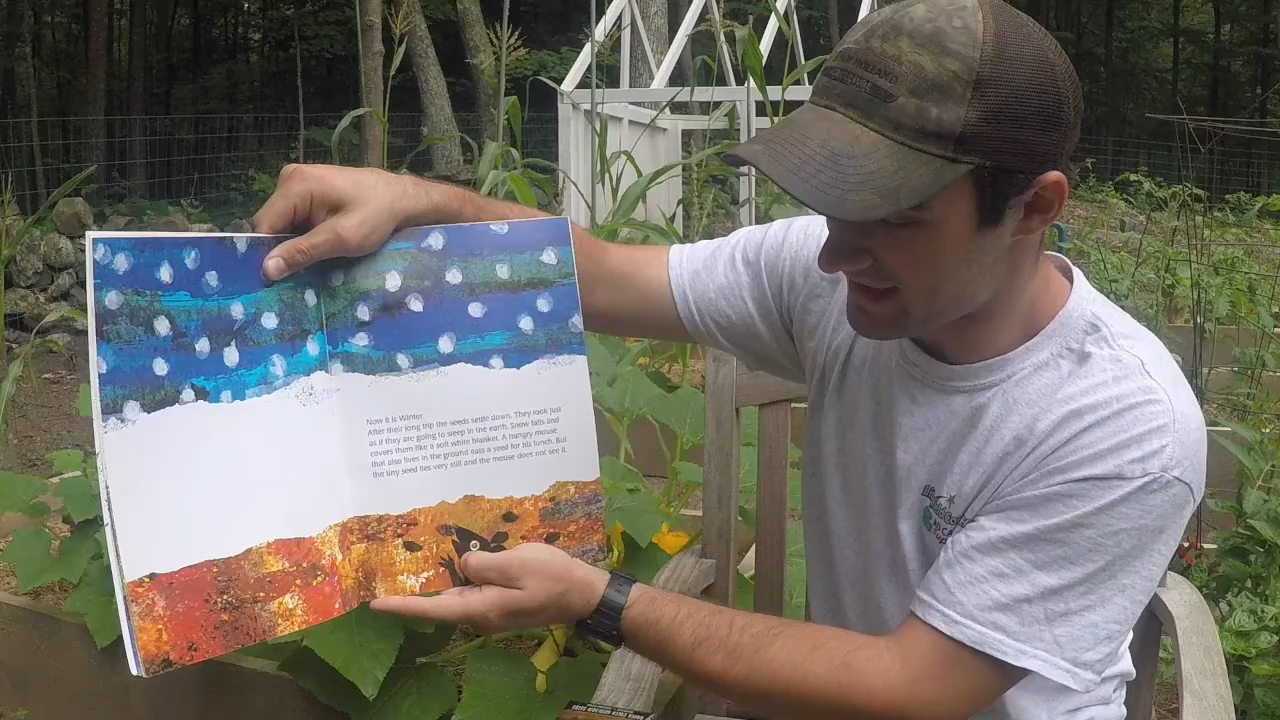 Now it is Winter.
After their long trip the seeds settle down. They look just
as if they are going to sleep in the earth. Snow falls and
covers them like a soft white blanket. A hungry mouse
that also lives in the ground eats a seed for his lunch. But
the tiny seed lies very still and the mouse does not see it.